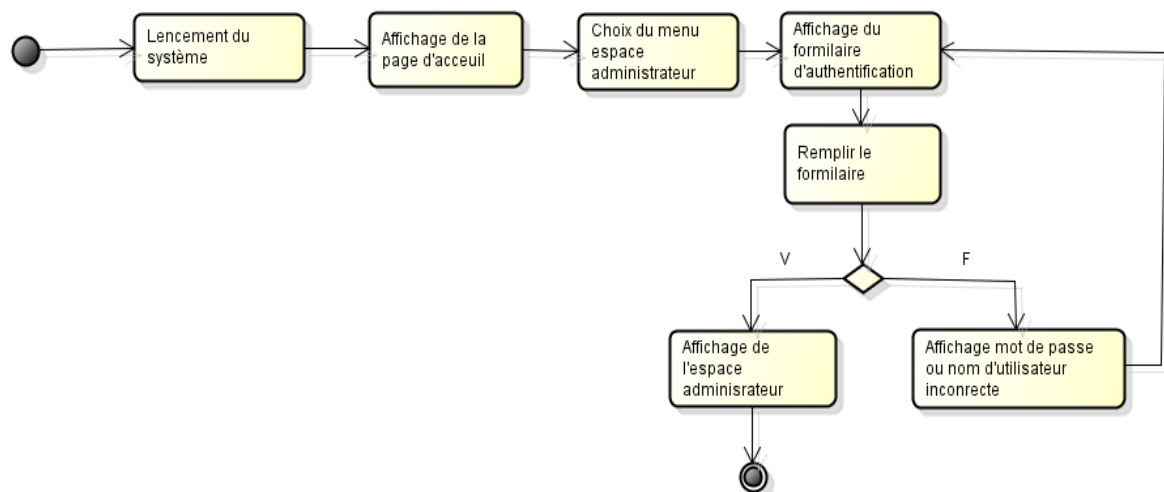 Lencement du
système
Affichage de la
page d'acceuil
Choix du menu
espace
administrateur
Affichage du
formilaire
d'authentification
Remplir le
formilaire
V
F
Affichage de
l'espace
adminisrateur
Affichage mot de passe
ou nom d'utilisateur
inconrecte